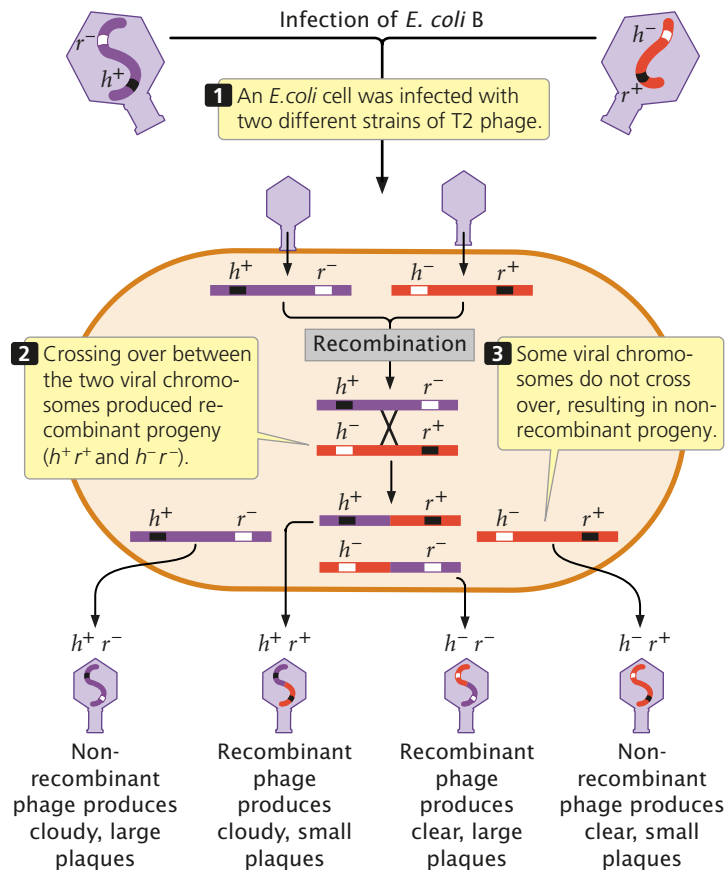 Infection of E. coli B
r⁻
h⁺
h⁻
r⁺
1 An E.coli cell was infected with
two different strains of T2 phage.
h⁺ r⁻
h⁻ r⁺
Recombination
2 Crossing over between
the two viral chromo-
somes produced re-
combinant progeny
(h⁺ r⁺ and h⁻ r⁻).
3 Some viral chromo-
somes do not cross
over, resulting in non-
recombinant progeny.
h⁺ r⁻
h⁻ r⁺
h⁺ r⁺
h⁻ r⁻
h⁺ r⁻
h⁻ r⁺
h⁺ r⁻
h⁺ r⁺
h⁻ r⁻
h⁻ r⁺
Non-
recombinant
phage produces
cloudy, large
plaques
Recombinant
phage
produces
cloudy, small
plaques
Recombinant
phage
produces
clear, large
plaques
Non-
recombinant
phage produces
clear, small
plaques